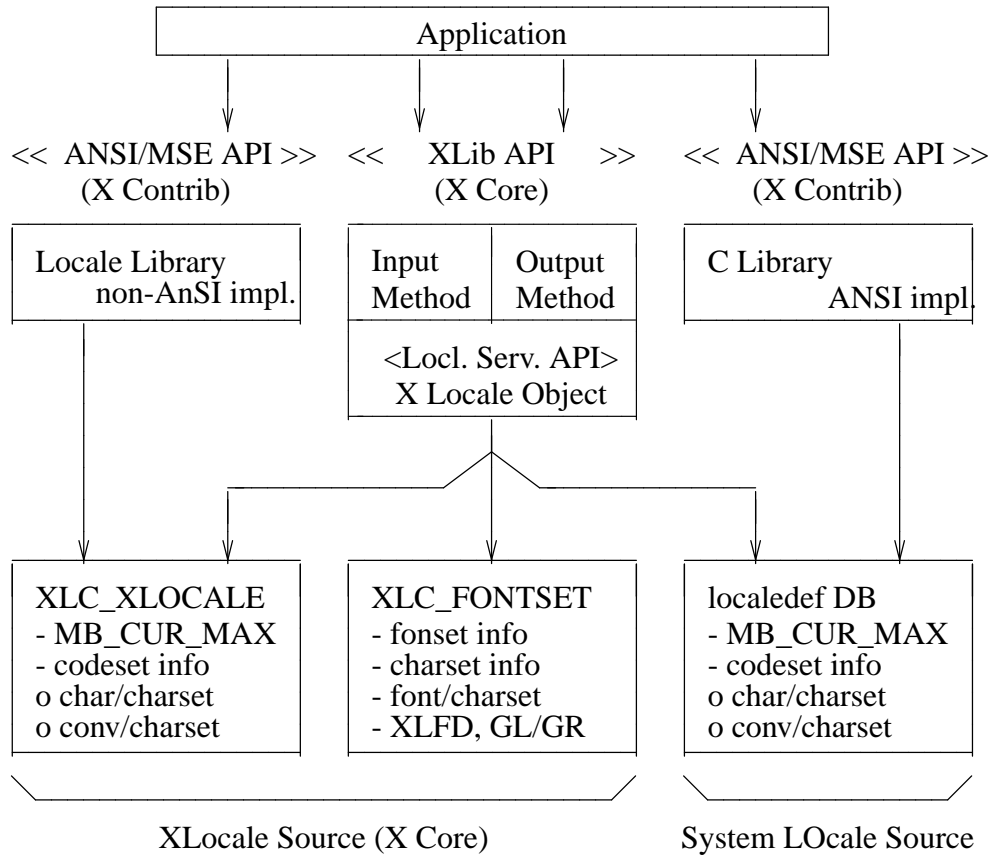 Application
<< ANSI/MSE API >>
(X Contrib)
<< XLib API >>
(X Core)
<< ANSI/MSE API >>
(X Contrib)
Locale Library
non-AnSI impl.
Input
Method
Output
Method
C Library
ANSI impl.
<Locl. Serv. API>
X Locale Object
XLC_XLOCALE
- MB_CUR_MAX
- codeset info
o char/charset
o conv/charset
XLC_FONTSET
- fonset info
- charset info
- font/charset
- XLFD, GL/GR
localedef DB
- MB_CUR_MAX
- codeset info
o char/charset
o conv/charset
XLocale Source (X Core)
System LOcale Source